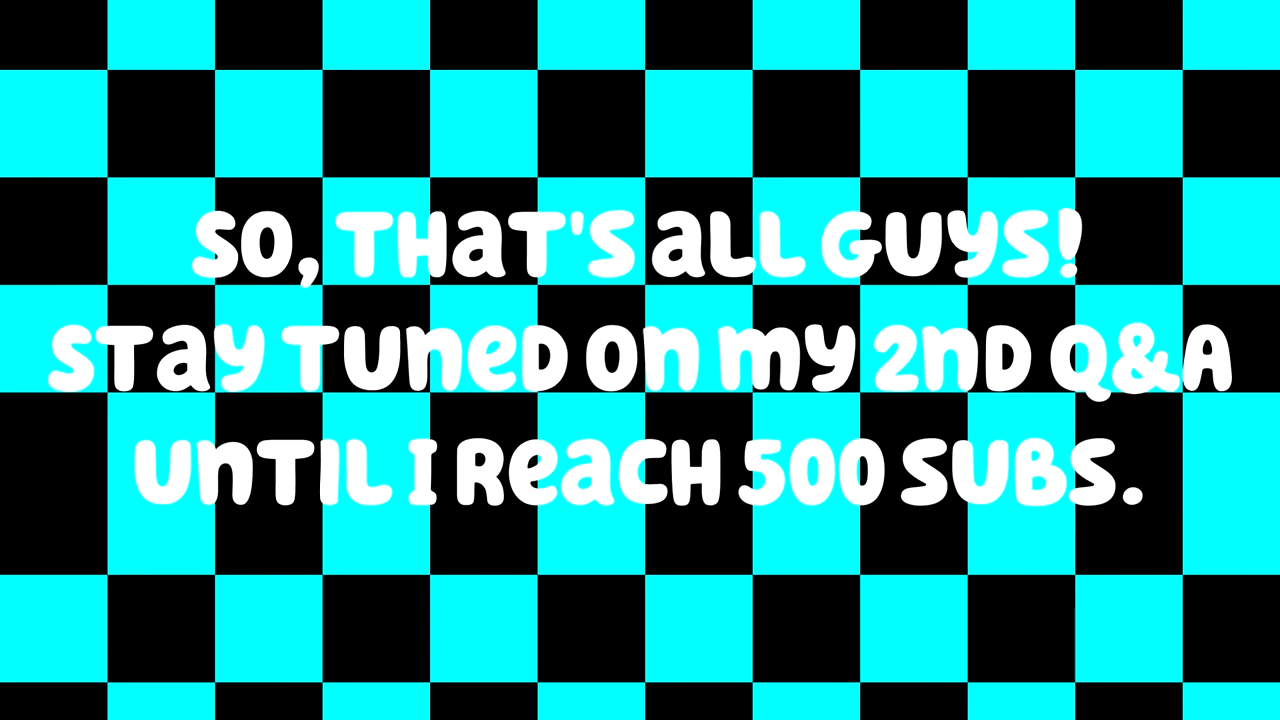 So, that's all guys!
Stay tuned on my 2nd Q&A
until I reach 500 subs.